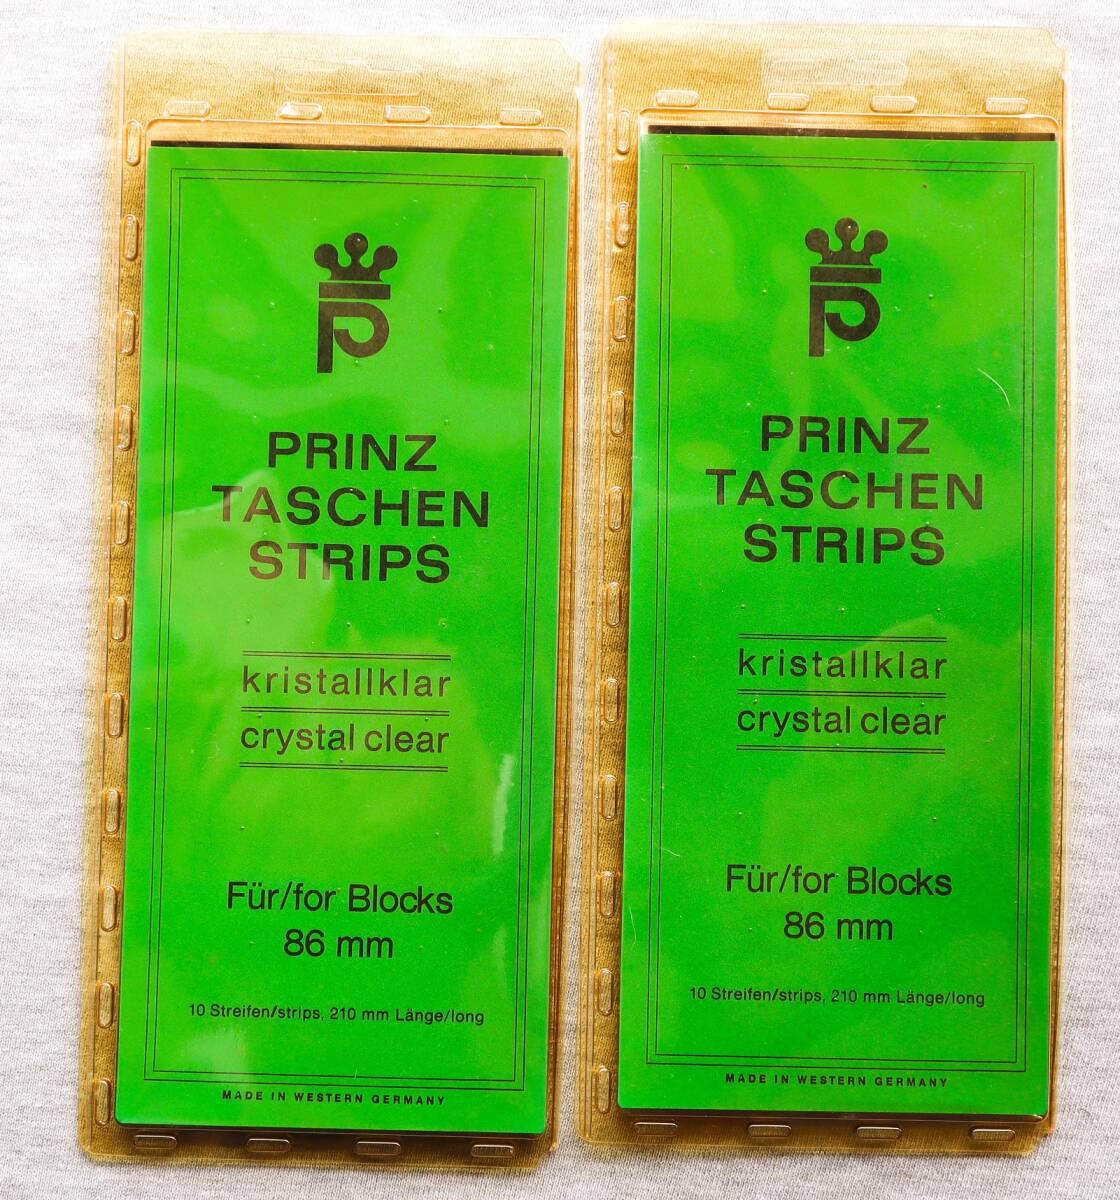 P
PRINZ
TASCHEN
STRIPS
kristallklar
crystal clear
Für/for Blocks
86 mm
10 Streifen/strips, 210 mm Länge/long
MADE IN WESTERN GERMANY
P
PRINZ
TASCHEN
STRIPS
kristallklar
crystal clear
Für/for Blocks
86 mm
10 Streifen/strips, 210 mm Länge/long
MADE IN WESTERN GERMANY